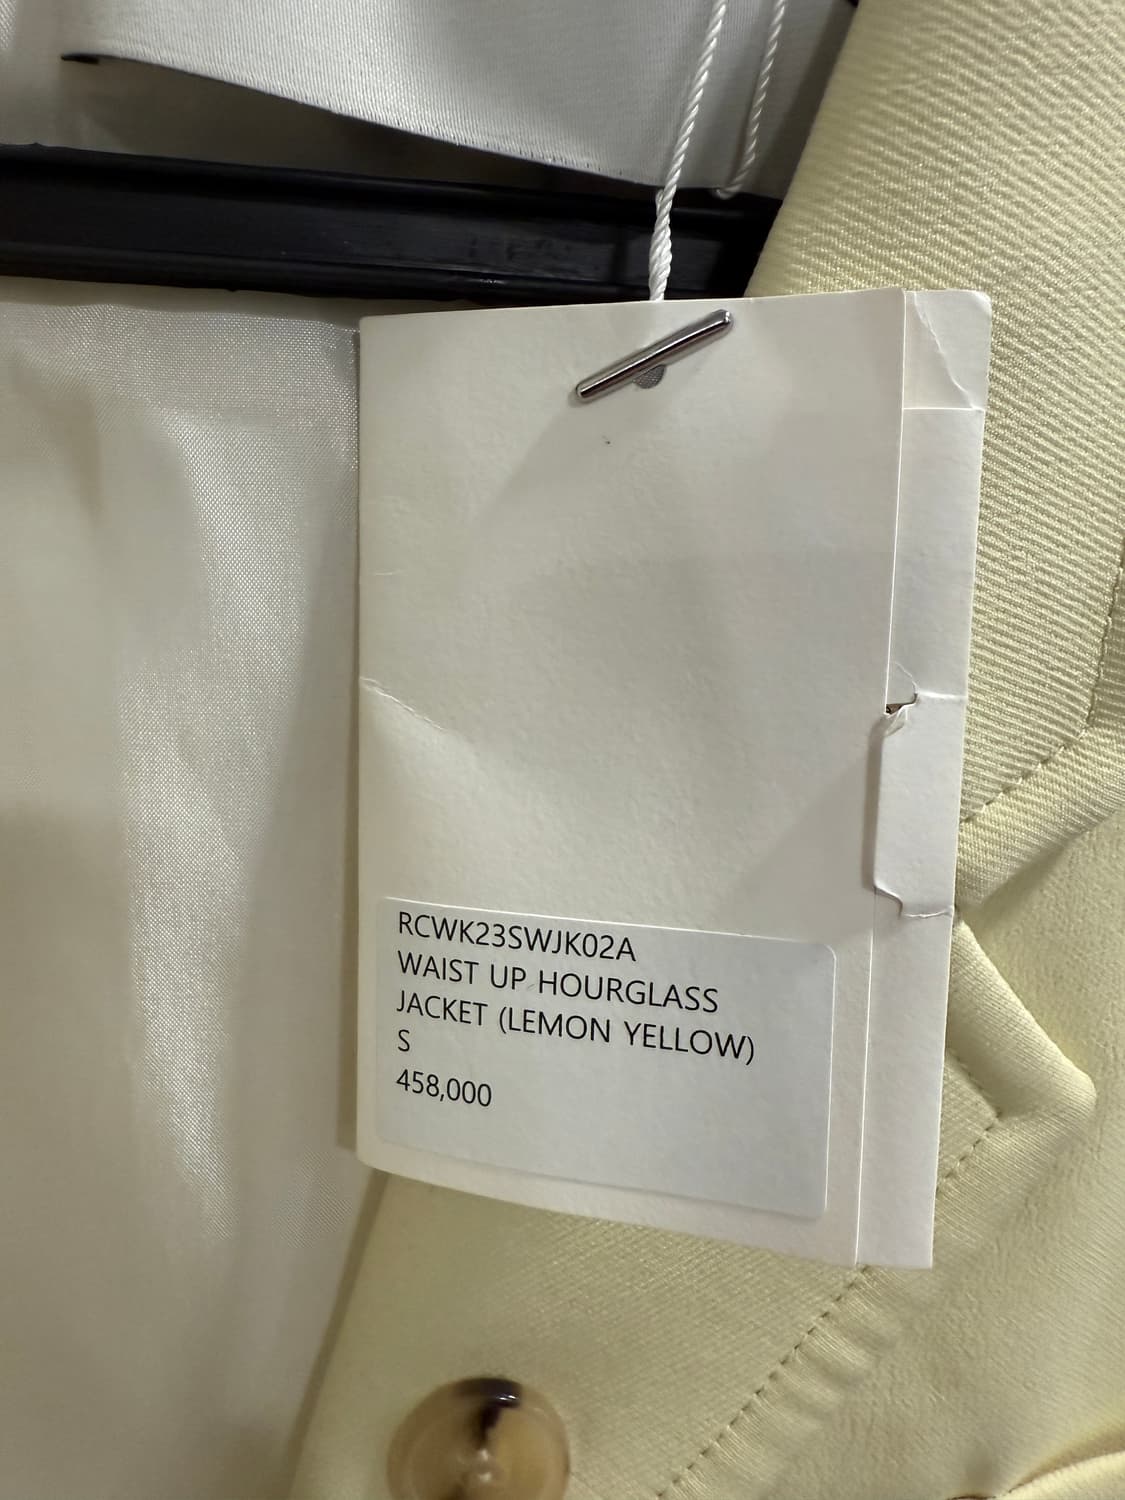 RCWK23SWJK02A
WAIST UP HOURGLASS
JACKET (LEMON YELLOW)
S
458,000